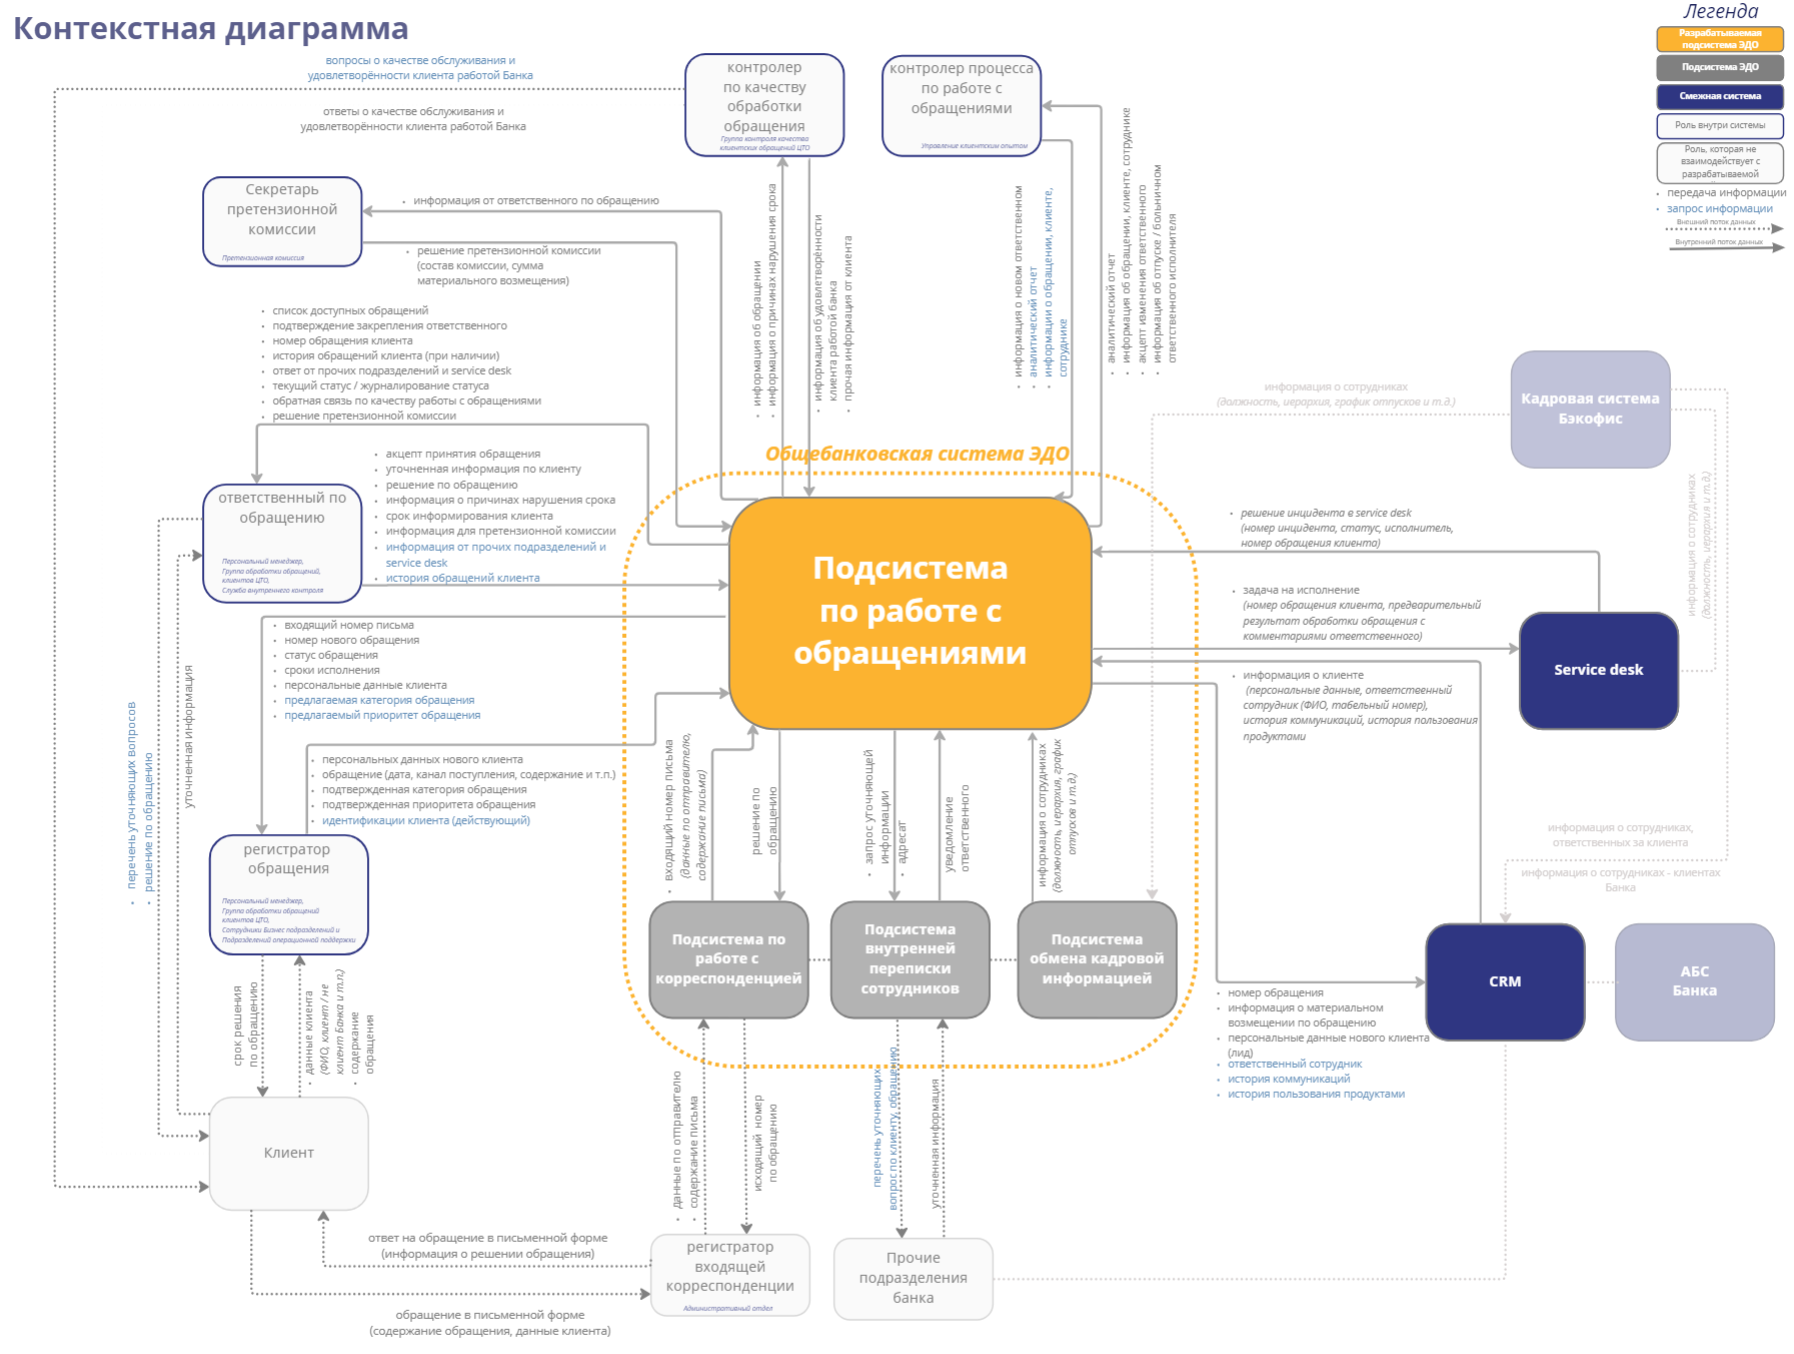 Контекстная диаграмма
Легенда
Разрабатываемая
подсистема ЭДО
Подсистема ЭДО
Смежная система
Роль внутри системы
Роль, которая не
взаимодействует с
разрабатываемой
• передача информации
• запрос информации
Внешний поток данных
Внутренний поток данных
вопросы о качестве обслуживания и
удовлетворённости клиента работой Банка
ответы о качестве обслуживания и
удовлетворённости клиента работой Банка
контролер
по качеству
обработки
обращения
Группа контроля качества
клиентских обращений ЦТО
контролер процесса
по работе с
обращениями
Управление клиентским опытом
Секретарь
претензионной
комиссии
Претензионная комиссия
• информация от ответственного по обращению
• решение претензионной комиссии
(состав комиссии, сумма
материального возмещения)
• информация об обращении
• информация о причинах нарушения срока
• информация об удовлетворённости
клиента работой банка
• прочая информация от клиента
• информация о новом ответственном
• аналитический отчет
• информации о обращении, клиенте,
сотруднике
• аналитический отчет
• информация об обращении, клиенте, сотруднике
• акцепт изменения ответственного
• информация об отпуске / больничном
ответственного исполнителя
• список доступных обращений
• подтверждение закрепления ответственного
• номер обращения клиента
• история обращений клиента (при наличии)
• ответ от прочих подразделений и service desk
• текущий статус / журналирование статуса
• обратная связь по качеству работы с обращениями
• решение претензионной комиссии
ответственный по
обращению
Персональный менеджер,
Группа обработки обращений,
клиентов ЦТО,
Служба внутреннего контроля
• акцепт принятия обращения
• уточненная информация по клиенту
• решение по обращению
• информация о причинах нарушения срока
• срок информирования клиента
• информация для претензионной комиссии
• информация от прочих подразделений и
service desk
• история обращений клиента
Общебанковская система ЭДО
Подсистема
по работе с
обращениями
информация о сотрудниках
(должность, иерархия, график отпусков и т.д.)
Кадровая система
Бэкофис
информация о сотрудниках
(должность, иерархия и т.д.)
• решение инцидента в service desk
(номер инцидента, статус, исполнитель,
номер обращения клиента)
• задача на исполнение
(номер обращения клиента, предварительный
результат обработки обращения с
комментариями ответственного)
Service desk
• информация о клиенте
(персональные данные, ответственный
сотрудник (ФИО, табельный номер),
история коммуникаций, история пользования
продуктами
• входящий номер письма
• номер нового обращения
• статус обращения
• сроки исполнения
• персональные данные клиента
• предлагаемая категория обращения
• предлагаемый приоритет обращения
• перечень уточняющих вопросов
• решение по обращению
уточненная информация
• персональных данных нового клиента
• обращение (дата, канал поступления, содержание и т.п.)
• подтвержденная категория обращения
• подтвержденная приоритета обращения
• идентификации клиента (действующий)
регистратор
обращения
Персональный менеджер,
Группа обработки обращений
клиентов ЦТО,
Сотрудники Бизнес подразделений и
Подразделений операционной поддержки
• входящий номер письма
(данные по отправителю,
содержание письма)
решение по
обращению
• запрос уточняющей
информации
• адресат
уведомление
ответственного
информация о сотрудниках
(должность, иерархия, график
отпусков и т.д.)
информация о сотрудниках,
ответственных за клиента
информация о сотрудниках - клиентах
Банка
Подсистема по
работе с
корреспонденцией
Подсистема
внутренней
переписки
сотрудников
Подсистема
обмена кадровой
информацией
CRM
АБС
Банка
• номер обращения
• информация о материальном
возмещении по обращению
• персональные данные нового клиента
(лид)
• ответственный сотрудник
• история коммуникаций
• история пользования продуктами
срок решения
по обращению
• данные клиента
(ФИО, клиент / не
клиент Банка и т.п.)
• содержание
обращения
Клиент
• данные по отправителю
• содержание письма
исходящий номер
по обращению
перечень уточняющих
вопрос по клиенту, обращению
уточненная информация
ответ на обращение в письменной форме
(информация о решении обращения)
обращение в письменной форме
(содержание обращения, данные клиента)
регистратор
входящей
корреспонденции
Административный отдел
Прочие
подразделения
банка